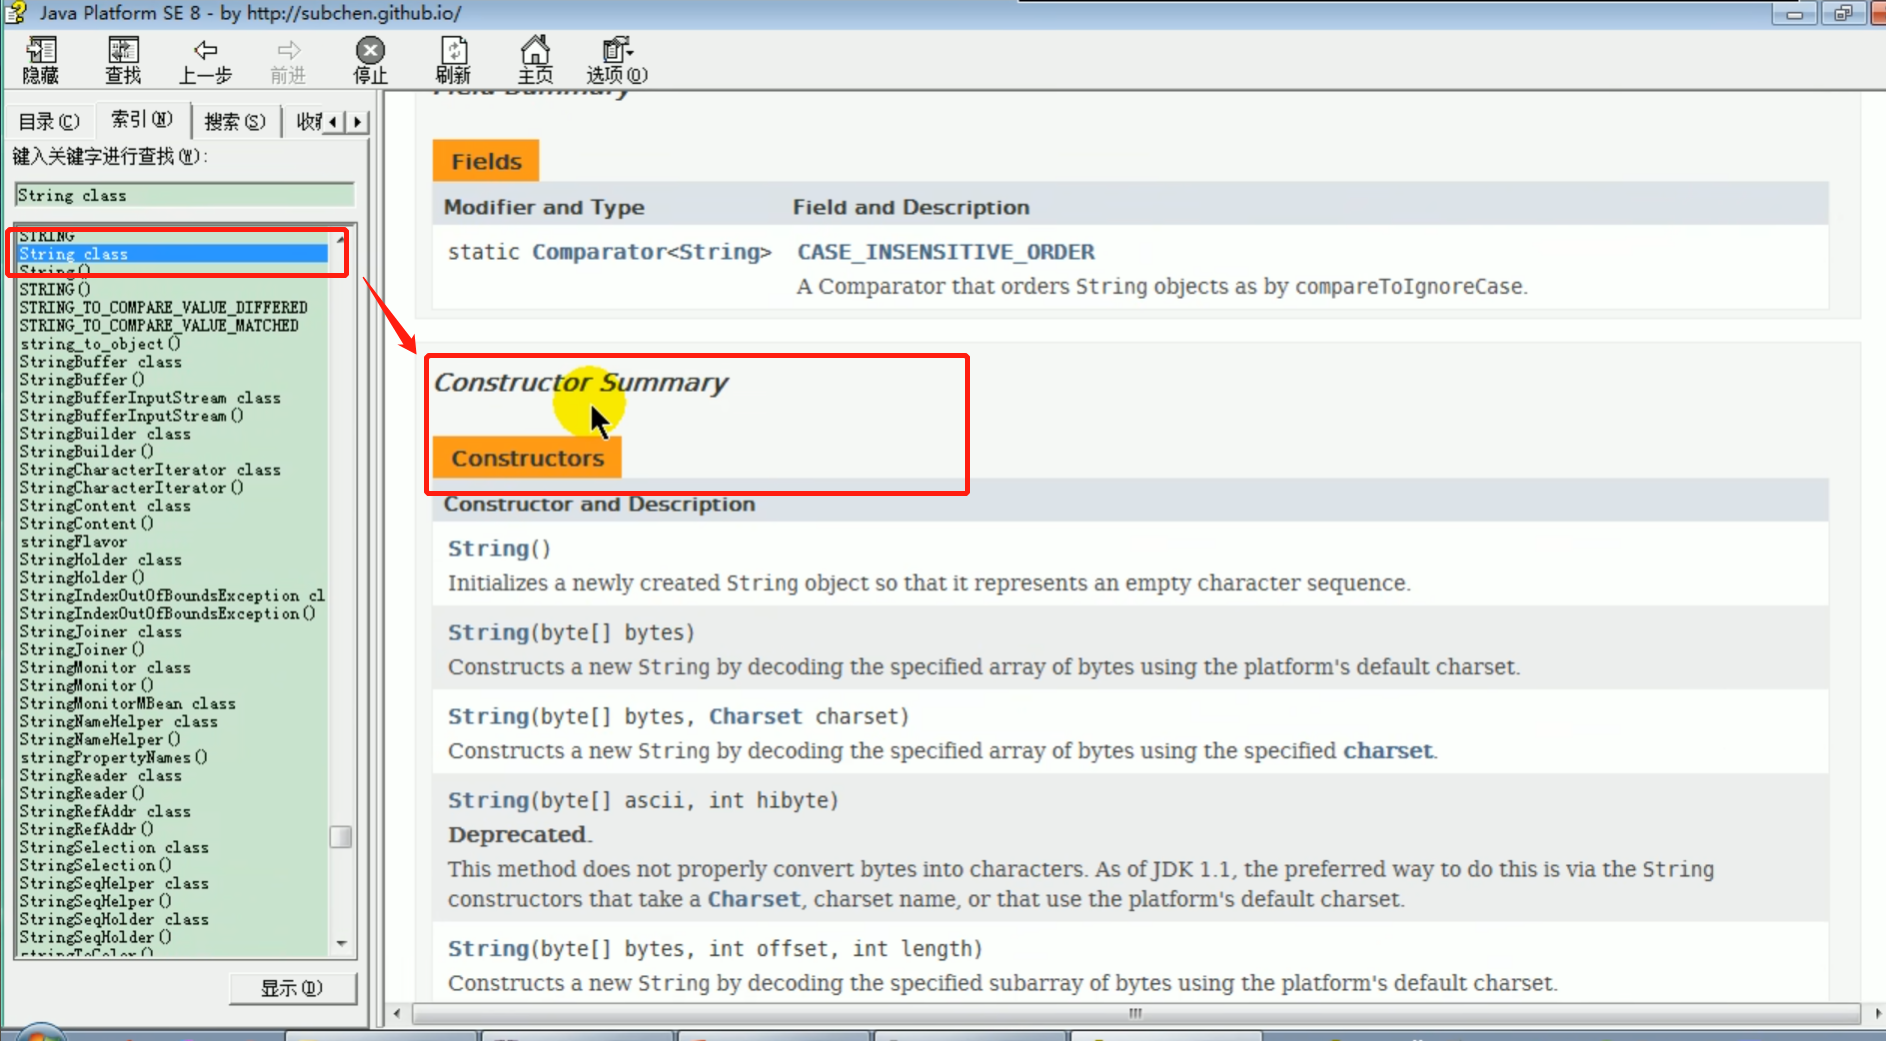 Java Platform SE 8 - by http://subchen.github.io/
隐藏 查找 上一步 前进 停止 刷新 主页 选项(O)
目录(C) 索引(N) 搜索(S) 收
键入关键字进行查找(W):
String class
STRING
String class
String()
STRING()
STRING_TO_COMPARE_VALUE_DIFFERED
STRING_TO_COMPARE_VALUE_MATCHED
string_to_object()
StringBuffer class
StringBuffer()
StringBufferInputStream class
StringBufferInputStream()
StringBuilder class
StringBuilder()
StringCharacterIterator class
StringCharacterIterator()
StringContent class
StringContent()
stringFlavor
StringHolder class
StringHolder()
StringIndexOutOfBoundsException cl
StringIndexOutOfBoundsException()
StringJoiner class
StringJoiner()
StringMonitor class
StringMonitor()
StringMonitorMBean class
StringNameHelper class
StringNameHelper()
stringPropertyNames()
StringReader class
StringReader()
StringRefAddr class
StringRefAddr()
StringSelection class
StringSelection()
StringSeqHelper class
StringSeqHelper()
StringSeqHolder class
StringSeqHolder()
stringToColor()
显示(D)
Field Summary
Fields
Modifier and Type Field and Description
static Comparator<String> CASE_INSENSITIVE_ORDER
A Comparator that orders String objects as by compareToIgnoreCase.
Constructor Summary
Constructors
Constructor and Description
String()
Initializes a newly created String object so that it represents an empty character sequence.
String(byte[] bytes)
Constructs a new String by decoding the specified array of bytes using the platform's default charset.
String(byte[] bytes, Charset charset)
Constructs a new String by decoding the specified array of bytes using the specified charset.
String(byte[] ascii, int hibyte)
Deprecated.
This method does not properly convert bytes into characters. As of JDK 1.1, the preferred way to do this is via the String
constructors that take a Charset, charset name, or that use the platform's default charset.
String(byte[] bytes, int offset, int length)
Constructs a new String by decoding the specified subarray of bytes using the platform's default charset.